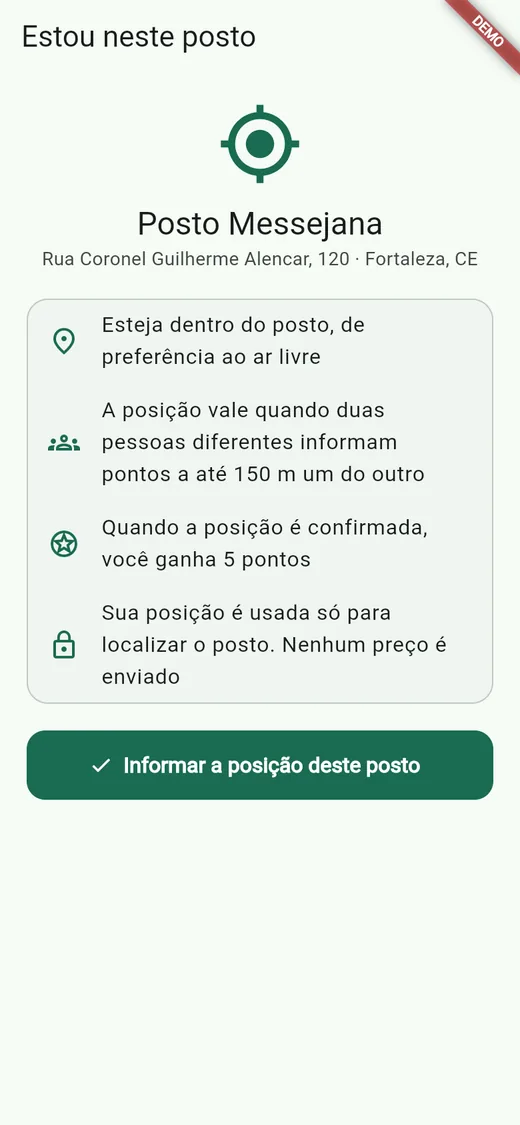 Estou neste posto
DEMO
Posto Messejana
Rua Coronel Guilherme Alencar, 120 · Fortaleza, CE
Esteja dentro do posto, de
preferência ao ar livre
A posição vale quando duas
pessoas diferentes informam
pontos a até 150 m um do outro
Quando a posição é confirmada,
você ganha 5 pontos
Sua posição é usada só para
localizar o posto. Nenhum preço é
enviado
Informar a posição deste posto